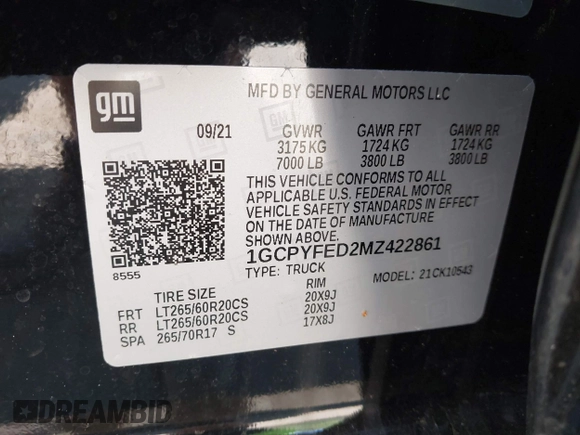 gm
MFD BY GENERAL MOTORS LLC
09/21 GVWR GAWR FRT GAWR RR
3175 KG 1724 KG 1724 KG
7000 LB 3800 LB 3800 LB
THIS VEHICLE CONFORMS TO ALL
APPLICABLE U.S. FEDERAL MOTOR
VEHICLE SAFETY STANDARDS IN EFFECT
ON THE DATE OF MANUFACTURE
SHOWN ABOVE.
8555
1GCPYFED2MZ422861
TYPE: TRUCK MODEL: 21CK10543
TIRE SIZE RIM
FRT LT265/60R20CS 20X9J
RR LT265/60R20CS 20X9J
SPA 265/70R17 S 17X8J
DREAMBID